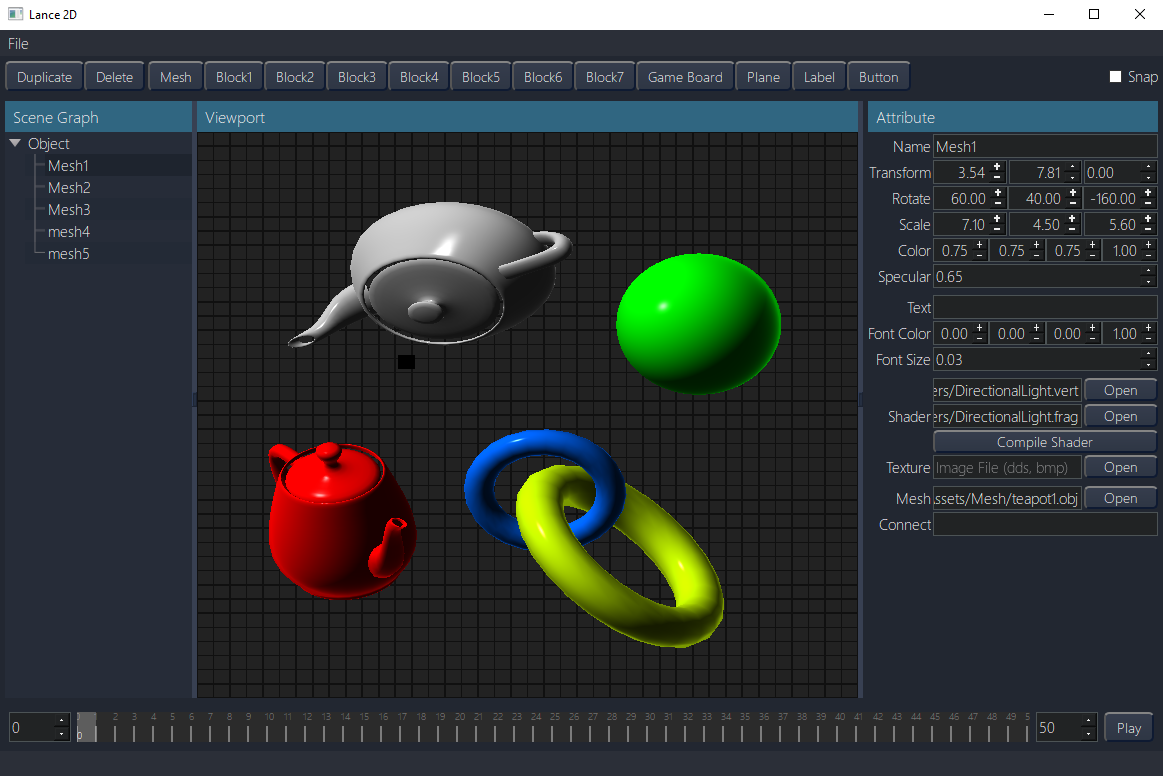 Lance 2D
File
Duplicate Delete Mesh Block1 Block2 Block3 Block4 Block5 Block6 Block7 Game Board Plane Label Button Snap
Scene Graph
Object
Mesh1
Mesh2
Mesh3
mesh4
mesh5
Viewport
Attribute
Name Mesh1
Transform 3.54 7.81 0.00
Rotate 60.00 40.00 -160.00
Scale 7.10 4.50 5.60
Color 0.75 0.75 0.75 1.00
Specular 0.65
Text
Font Color 0.00 0.00 0.00 1.00
Font Size 0.03
ers/DirectionalLight.vert Open
Shader ers/DirectionalLight.frag Open
Compile Shader
Texture Image File (dds, bmp) Open
Mesh ssets/Mesh/teapot1.obj Open
Connect
0 2 3 4 5 6 7 8 9 10 11 12 13 14 15 16 17 18 19 20 21 22 23 24 25 26 27 28 29 30 31 32 33 34 35 36 37 38 39 40 41 42 43 44 45 46 47 48 49 5 50 Play
0